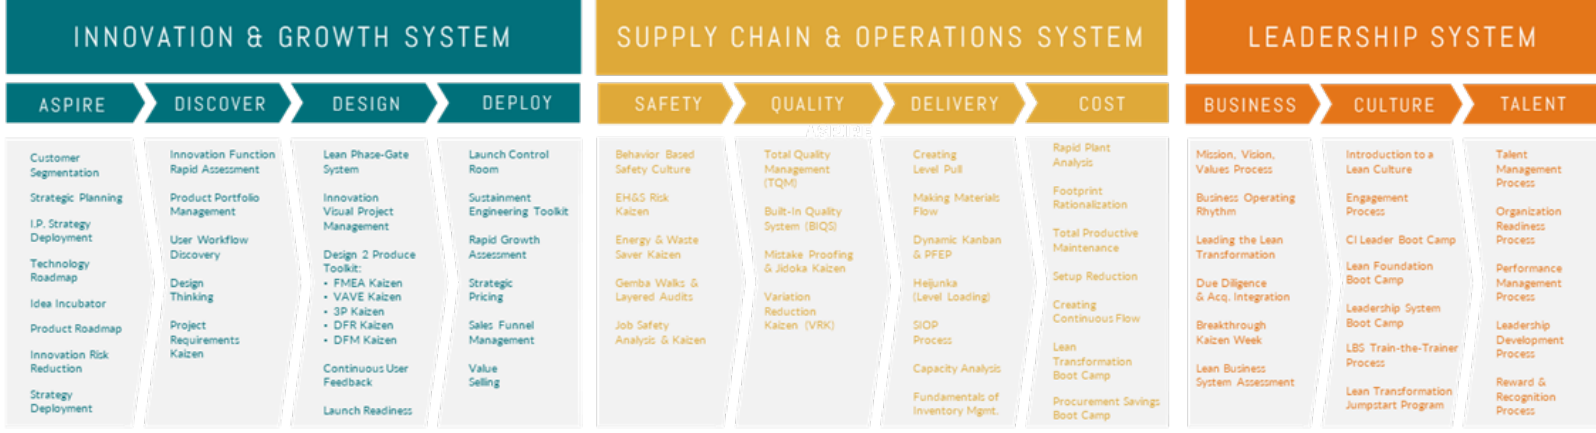 INNOVATION & GROWTH SYSTEM
ASPIRE
DISCOVER
DESIGN
DEPLOY
Customer
Segmentation
Strategic Planning
I.P. Strategy
Deployment
Technology
Roadmap
Idea Incubator
Product Roadmap
Innovation Risk
Reduction
Strategy
Deployment
Innovation Function
Rapid Assessment
Product Portfolio
Management
User Workflow
Discovery
Design
Thinking
Project
Requirements
Kaizen
Lean Phase-Gate
System
Innovation
Visual Project
Management
Design 2 Produce
Toolkit:
• FMEA Kaizen
• VAVE Kaizen
• 3P Kaizen
• DFR Kaizen
• DFM Kaizen
Continuous User
Feedback
Launch Readiness
Launch Control
Room
Sustainment
Engineering Toolkit
Rapid Growth
Assessment
Strategic
Pricing
Sales Funnel
Management
Value
Selling
SUPPLY CHAIN & OPERATIONS SYSTEM
SAFETY
QUALITY
DELIVERY
COST
ASPIRE
Behavior Based
Safety Culture
EH&S Risk
Kaizen
Energy & Waste
Saver Kaizen
Gemba Walks &
Layered Audits
Job Safety
Analysis & Kaizen
Total Quality
Management
(TQM)
Built-In Quality
System (BIQS)
Mistake Proofing
& Jidoka Kaizen
Variation
Reduction
Kaizen (VRK)
Creating
Level Pull
Making Materials
Flow
Dynamic Kanban
& PFEP
Heijunka
(Level Loading)
SIOP
Process
Capacity Analysis
Fundamentals of
Inventory Mgmt.
Rapid Plant
Analysis
Footprint
Rationalization
Total Productive
Maintenance
Setup Reduction
Creating
Continuous Flow
Lean
Transformation
Boot Camp
Procurement Savings
Boot Camp
LEADERSHIP SYSTEM
BUSINESS
CULTURE
TALENT
Mission, Vision,
Values Process
Business Operating
Rhythm
Leading the Lean
Transformation
Due Diligence
& Acq. Integration
Breakthrough
Kaizen Week
Lean Business
System Assessment
Introduction to a
Lean Culture
Engagement
Process
CI Leader Boot Camp
Lean Foundation
Boot Camp
Leadership System
Boot Camp
LBS Train-the-Trainer
Process
Lean Transformation
Jumpstart Program
Talent
Management
Process
Organization
Readiness
Process
Performance
Management
Process
Leadership
Development
Process
Reward &
Recognition
Process